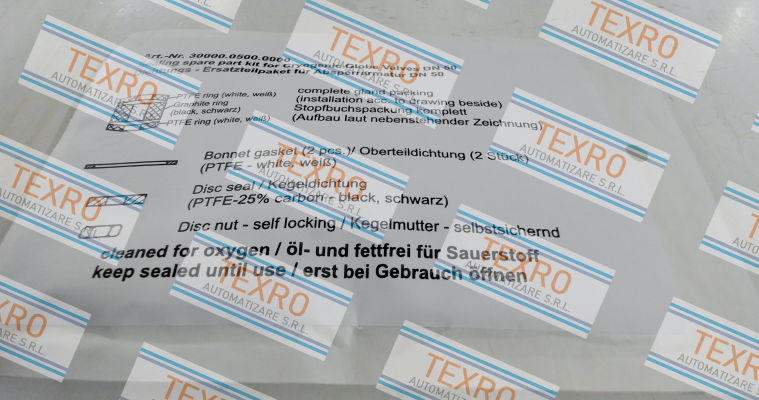 Art.-Nr. 30000.0500.0000
spare part kit for Cryogenic Globe Valves DN 50
- Ersatzteilpaket für Absperrarmatur DN 50
PTFE ring (white, weiß)
Graphite ring
(black, schwarz)
PTFE ring (white, weiß)
complete gland packing
(installation acc. to drawing beside)
Stopfbuchspackung komplett
(Aufbau laut nebenstehender Zeichnung)
Bonnet gasket (2 pcs.)/ Oberteildichtung (2 Stück)
(PTFE - white, weiß)
Disc seal / Kegeldichtung
(PTFE-25% carbon - black, schwarz)
Disc nut - self locking / Kegelmutter - selbstsichernd
cleaned for oxygen / öl- und fettfrei für Sauerstoff
keep sealed until use / erst bei Gebrauch öffnen
TEXRO
AUTOMATIZARE S.R.L.